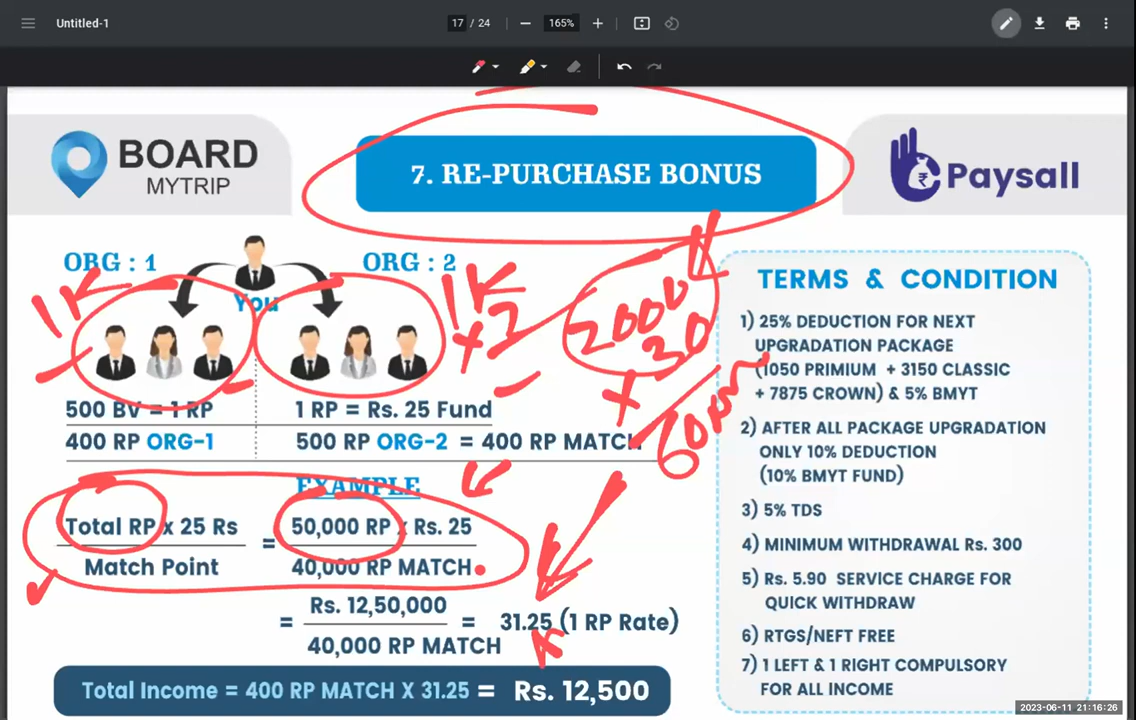 Untitled-1
17 / 24
165%
BOARD
MYTRIP
7. RE-PURCHASE BONUS
Paysall
ORG : 1
ORG : 2
You
1K
1K
x 2
2000
x 30
500 BV = 1 RP
1 RP = Rs. 25 Fund
400 RP ORG-1
500 RP ORG-2 = 400 RP MATCH
EXAMPLE
Total RP x 25 Rs
= 50,000 RP x Rs. 25
Match Point
40,000 RP MATCH
= Rs. 12,50,000
40,000 RP MATCH
= 31.25 (1 RP Rate)
Total Income = 400 RP MATCH X 31.25 = Rs. 12,500
TERMS & CONDITION
1) 25% DEDUCTION FOR NEXT
UPGRADATION PACKAGE
(1050 PRIMIUM + 3150 CLASSIC
+ 7875 CROWN) & 5% BMYT
2) AFTER ALL PACKAGE UPGRADATION
ONLY 10% DEDUCTION
(10% BMYT FUND)
3) 5% TDS
4) MINIMUM WITHDRAWAL Rs. 300
5) Rs. 5.90 SERVICE CHARGE FOR
QUICK WITHDRAW
6) RTGS/NEFT FREE
7) 1 LEFT & 1 RIGHT COMPULSORY
FOR ALL INCOME
2023-06-11 21:16:26